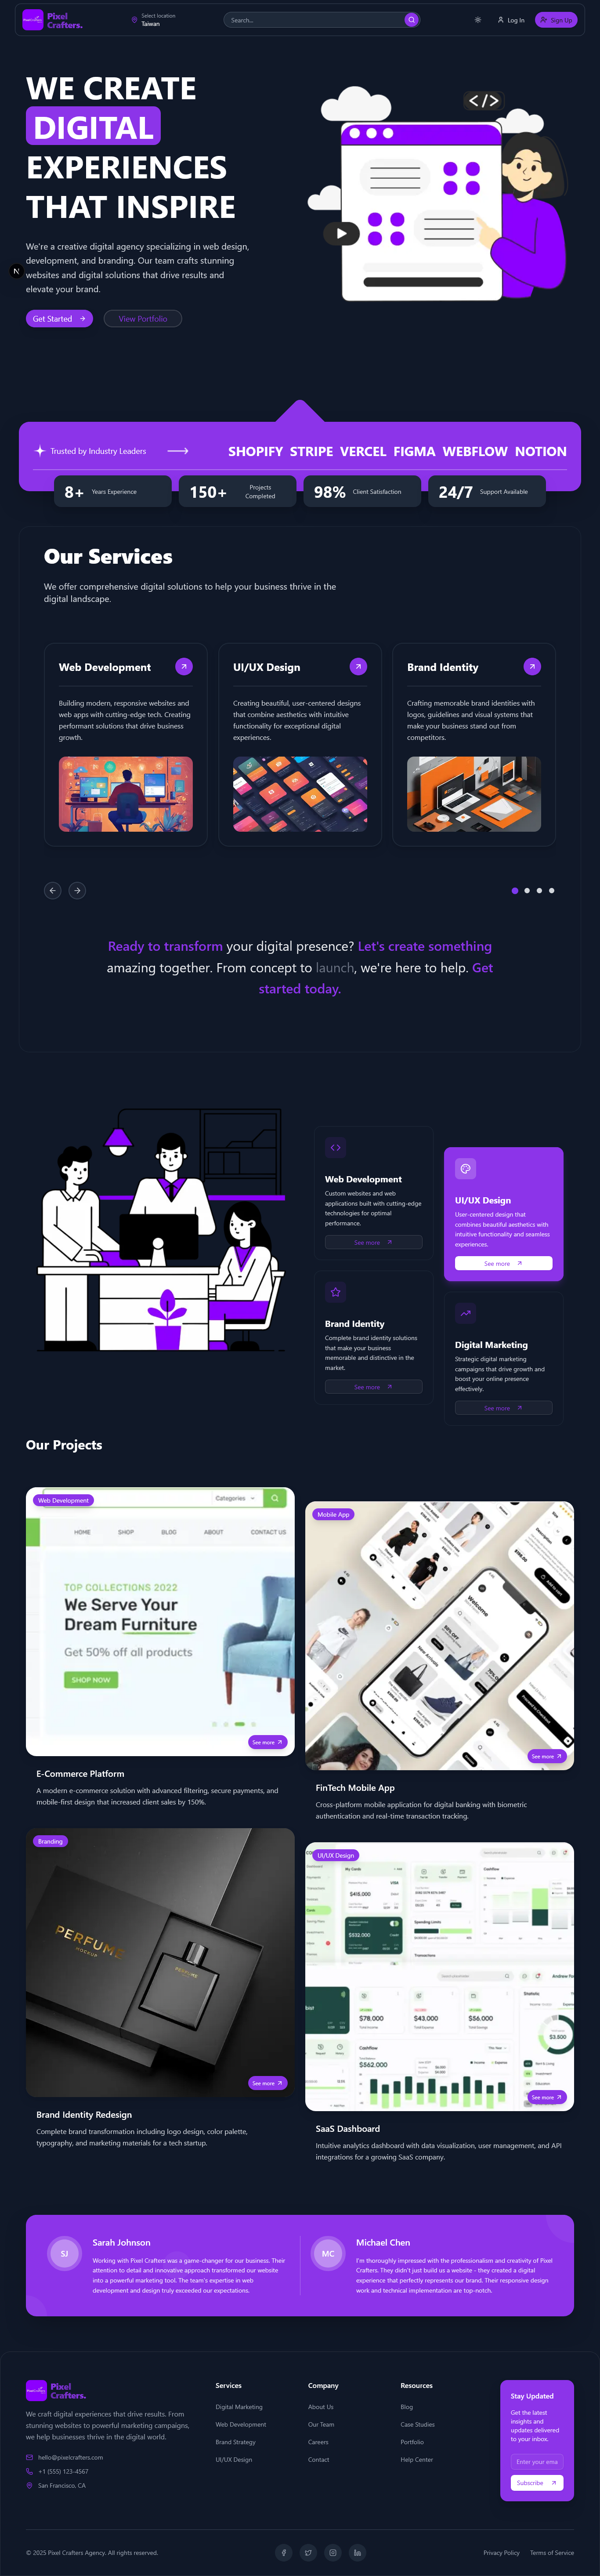 Pixel
Crafters.
Select location
Taiwan
Search...
Log In
Sign Up
WE CREATE
DIGITAL
EXPERIENCES
THAT INSPIRE
</>
We're a creative digital agency specializing in web design,
development, and branding. Our team crafts stunning
websites and digital solutions that drive results and
elevate your brand.
N
Get Started
View Portfolio
Trusted by Industry Leaders
SHOPIFY STRIPE VERCEL FIGMA WEBFLOW NOTION
8+ Years Experience
150+ Projects
Completed
98% Client Satisfaction
24/7 Support Available
Our Services
We offer comprehensive digital solutions to help your business thrive in the
digital landscape.
Web Development
Building modern, responsive websites and
web apps with cutting-edge tech. Creating
performant solutions that drive business
growth.
UI/UX Design
Creating beautiful, user-centered designs
that combine aesthetics with intuitive
functionality for exceptional digital
experiences.
Brand Identity
Crafting memorable brand identities with
logos, guidelines and visual systems that
make your business stand out from
competitors.
Ready to transform your digital presence? Let's create something
amazing together. From concept to launch, we're here to help. Get
started today.
Web Development
Custom websites and web
applications built with cutting-edge
technologies for optimal
performance.
See more
UI/UX Design
User-centered design that
combines beautiful aesthetics with
intuitive functionality and seamless
experiences.
See more
Brand Identity
Complete brand identity solutions
that make your business
memorable and distinctive in the
market.
See more
Digital Marketing
Strategic digital marketing
campaigns that drive growth and
boost your online presence
effectively.
See more
Our Projects
Web Development
Categories
HOME SHOP BLOG ABOUT CONTACT US
TOP COLLECTIONS 2022
We Serve Your
Dream Furniture
Get 50% off all products
SHOP NOW
See more
E-Commerce Platform
A modern e-commerce solution with advanced filtering, secure payments, and
mobile-first design that increased client sales by 150%.
Mobile App
Welcome
New Arrivals
See more
FinTech Mobile App
Cross-platform mobile application for digital banking with biometric
authentication and real-time transaction tracking.
Branding
PERFUME
MOCKUP
PERFUME
See more
Brand Identity Redesign
Complete brand transformation including logo design, color palette,
typography, and marketing materials for a tech startup.
UI/UX Design
My Cards
$416,000
$332,000
Spending Limits
Transactions
Cashflow
$78,000
$43,000
$56,000
$562,000
Cashflow
Statistic
$3,500
See more
SaaS Dashboard
Intuitive analytics dashboard with data visualization, user management, and API
integrations for a growing SaaS company.
SJ
Sarah Johnson
Working with Pixel Crafters was a game-changer for our business. Their
attention to detail and innovative approach transformed our website
into a powerful marketing tool. The team's expertise in web
development and design truly exceeded our expectations.
MC
Michael Chen
I'm thoroughly impressed with the professionalism and creativity of Pixel
Crafters. They didn't just build us a website - they created a digital
experience that perfectly represents our brand. Their responsive design
work and technical implementation are top-notch.
Pixel
Crafters.
We craft digital experiences that drive results. From
stunning websites to powerful marketing campaigns,
we help businesses thrive in the digital world.
hello@pixelcrafters.com
+1 (555) 123-4567
San Francisco, CA
Services
Digital Marketing
Web Development
Brand Strategy
UI/UX Design
Company
About Us
Our Team
Careers
Contact
Resources
Blog
Case Studies
Portfolio
Help Center
Stay Updated
Get the latest
insights and
updates delivered
to your inbox.
Enter your emai
Subscribe
© 2025 Pixel Crafters Agency. All rights reserved.
Privacy Policy
Terms of Service